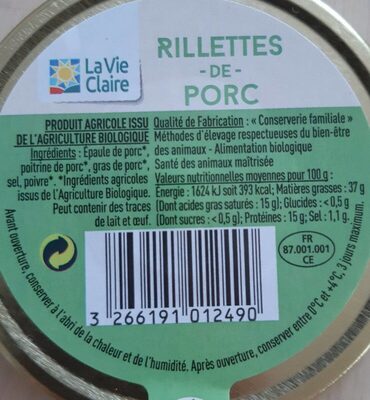 La Vie
Claire
RILLETTES
-DE-
PORC
PRODUIT AGRICOLE ISSU
DE L'AGRICULTURE BIOLOGIQUE
Ingrédients : Épaule de porc*,
poitrine de porc*, gras de porc*,
sel, poivre*. *Ingrédients agricoles
issus de l'Agriculture Biologique.
Peut contenir des traces
de lait et œuf.
Qualité de Fabrication : « Conserverie familiale »
Méthodes d'élevage respectueuses du bien-être
des animaux - Alimentation biologique
Santé des animaux maîtrisée
Valeurs nutritionnelles moyennes pour 100 g :
Energie : 1624 kJ soit 393 kcal; Matières grasses : 37 g
(Dont acides gras saturés : 15 g); Glucides : < 0,5 g
(Dont sucres : < 0,5 g); Protéines : 15 g; Sel : 1,1 g.
FR
87.001.001
CE
3 266191 012490
Avant ouverture, conserver à l'abri de la chaleur et de l'humidité. Après ouverture, conserver entre 0°C et +4°C, 3 jours maximum.